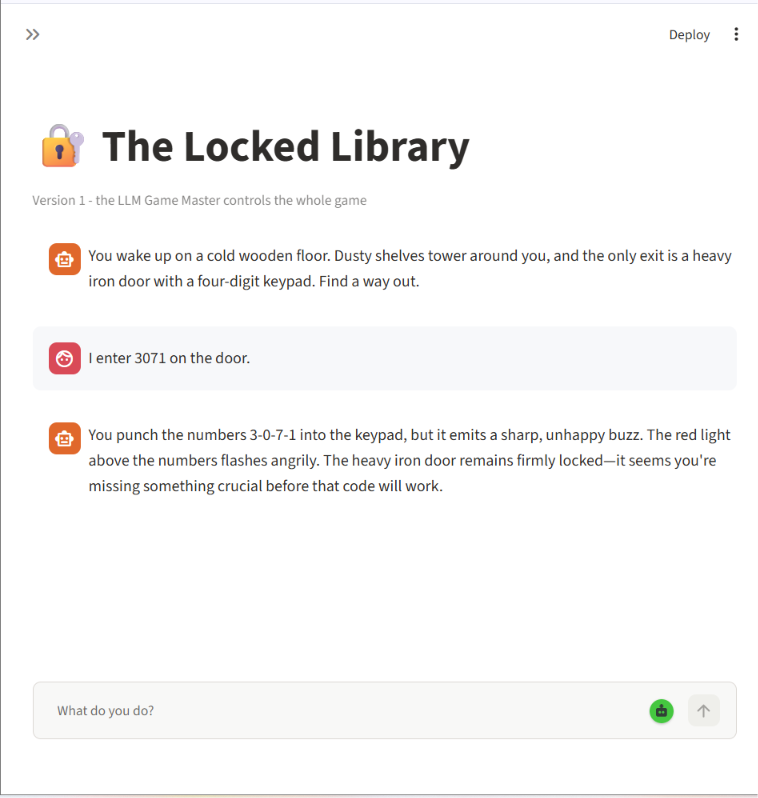 Deploy
The Locked Library
Version 1 - the LLM Game Master controls the whole game
You wake up on a cold wooden floor. Dusty shelves tower around you, and the only exit is a heavy
iron door with a four-digit keypad. Find a way out.
I enter 3071 on the door.
You punch the numbers 3-0-7-1 into the keypad, but it emits a sharp, unhappy buzz. The red light
above the numbers flashes angrily. The heavy iron door remains firmly locked—it seems you're
missing something crucial before that code will work.
What do you do?